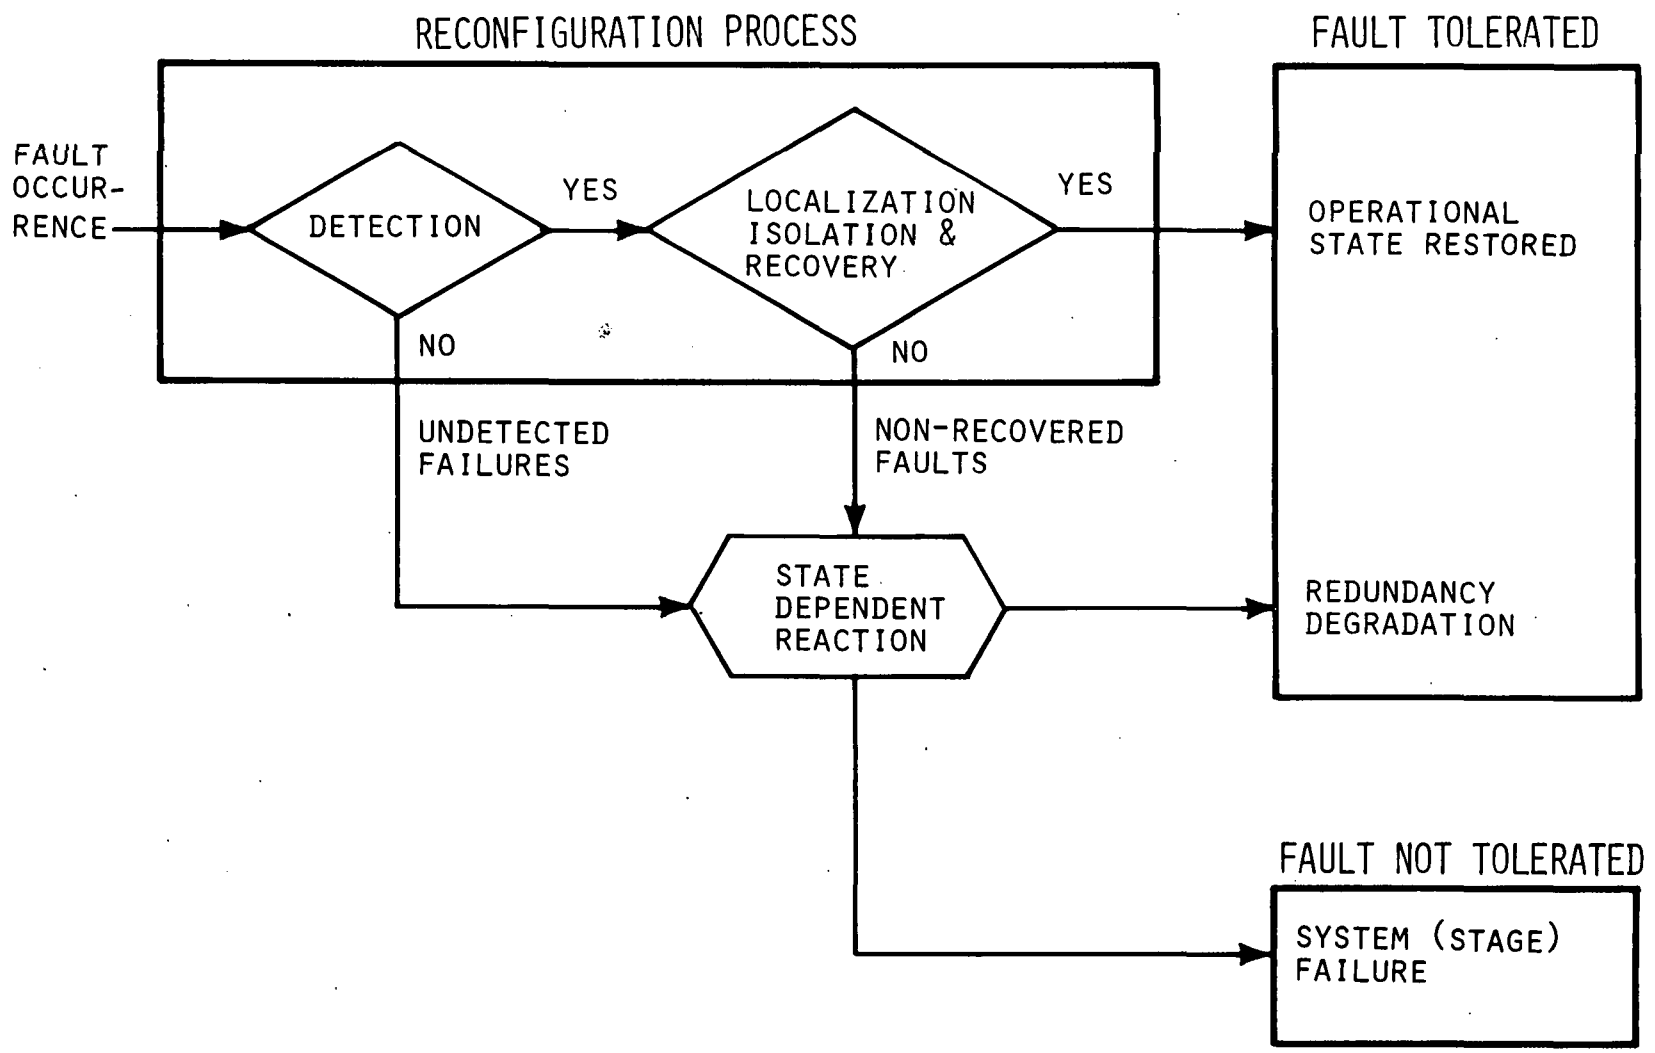 RECONFIGURATION PROCESS
FAULT TOLERATED
FAULT
OCCUR-
RENCE
DETECTION
YES
LOCALIZATION
ISOLATION &
RECOVERY
YES
OPERATIONAL
STATE RESTORED
NO
NO
UNDETECTED
FAILURES
NON-RECOVERED
FAULTS
STATE
DEPENDENT
REACTION
REDUNDANCY
DEGRADATION
FAULT NOT TOLERATED
SYSTEM (STAGE)
FAILURE